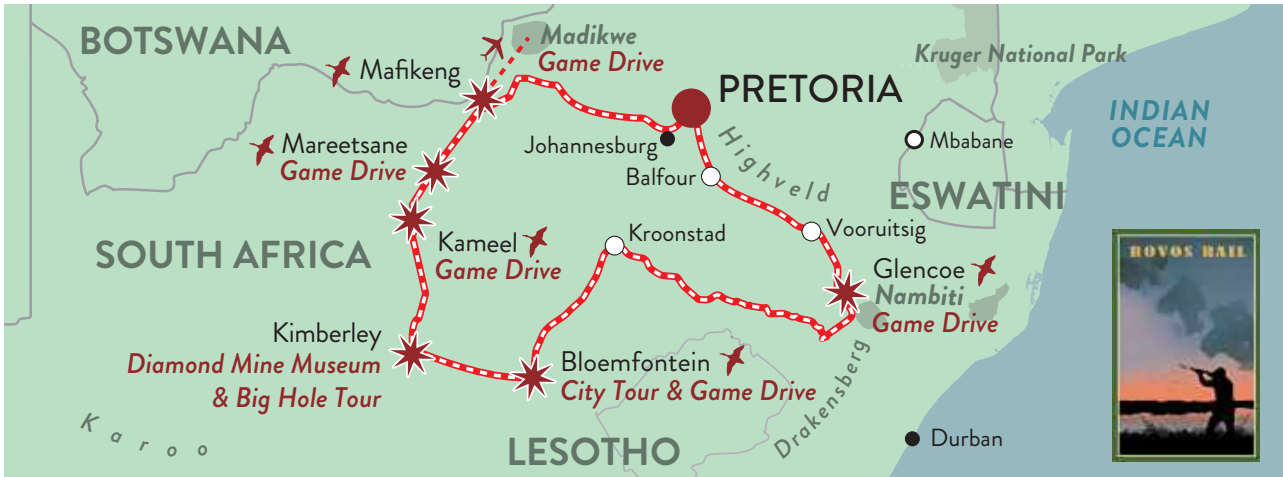 BOTSWANA
Mafikeng
Madikwe
Game Drive
Kruger National Park
PRETORIA
INDIAN
OCEAN
Mareetsane
Game Drive
Johannesburg
Highveld
Mbabane
Balfour
ESWATINI
SOUTH AFRICA
Kameel
Game Drive
Kroonstad
Vooruitsig
Glencoe
Nambiti
Game Drive
ROVOS RAIL
Kimberley
Diamond Mine Museum
& Big Hole Tour
Bloemfontein
City Tour & Game Drive
Drakensberg
Karoo
LESOTHO
Durban